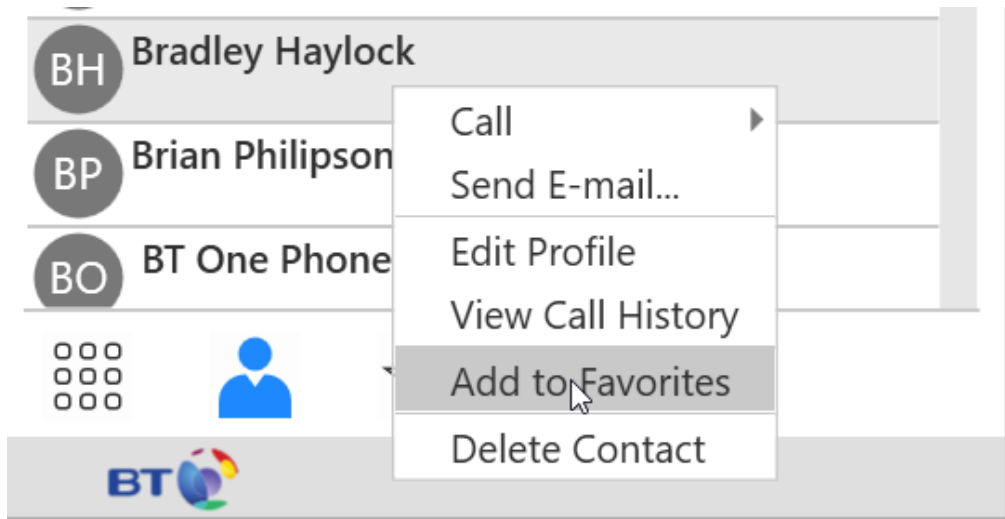 BH Bradley Haylock
Call
BP Brian Philipson
Send E-mail...
Edit Profile
BO BT One Phone
View Call History
Add to Favorites
Delete Contact
BT